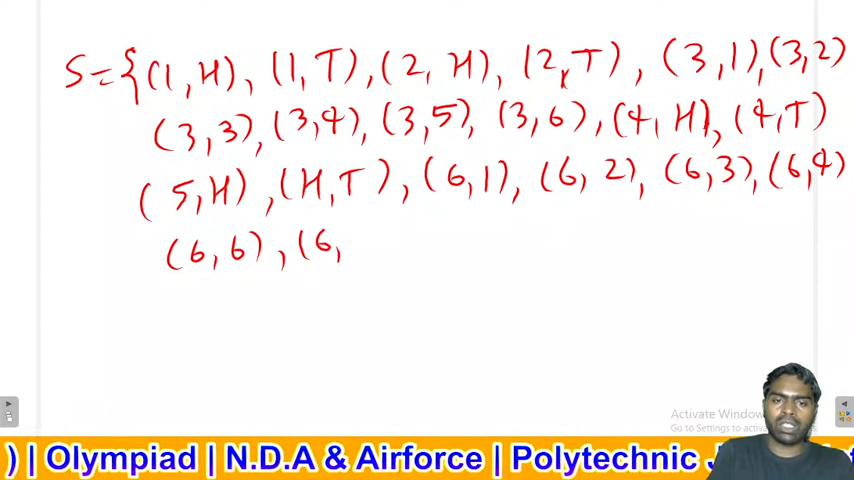 S={(1,H), (1,T), (2,H), (2,T), (3,1), (3,2)
(3,3), (3,4), (3,5), (3,6), (4,H), (4,T)
(5,H), (H,T), (6,1), (6,2), (6,3), (6,4)
(6,6), (6,
Activate Window
Go to Settings to activa
) | Olympiad | N.D.A & Airforce | Polytechnic